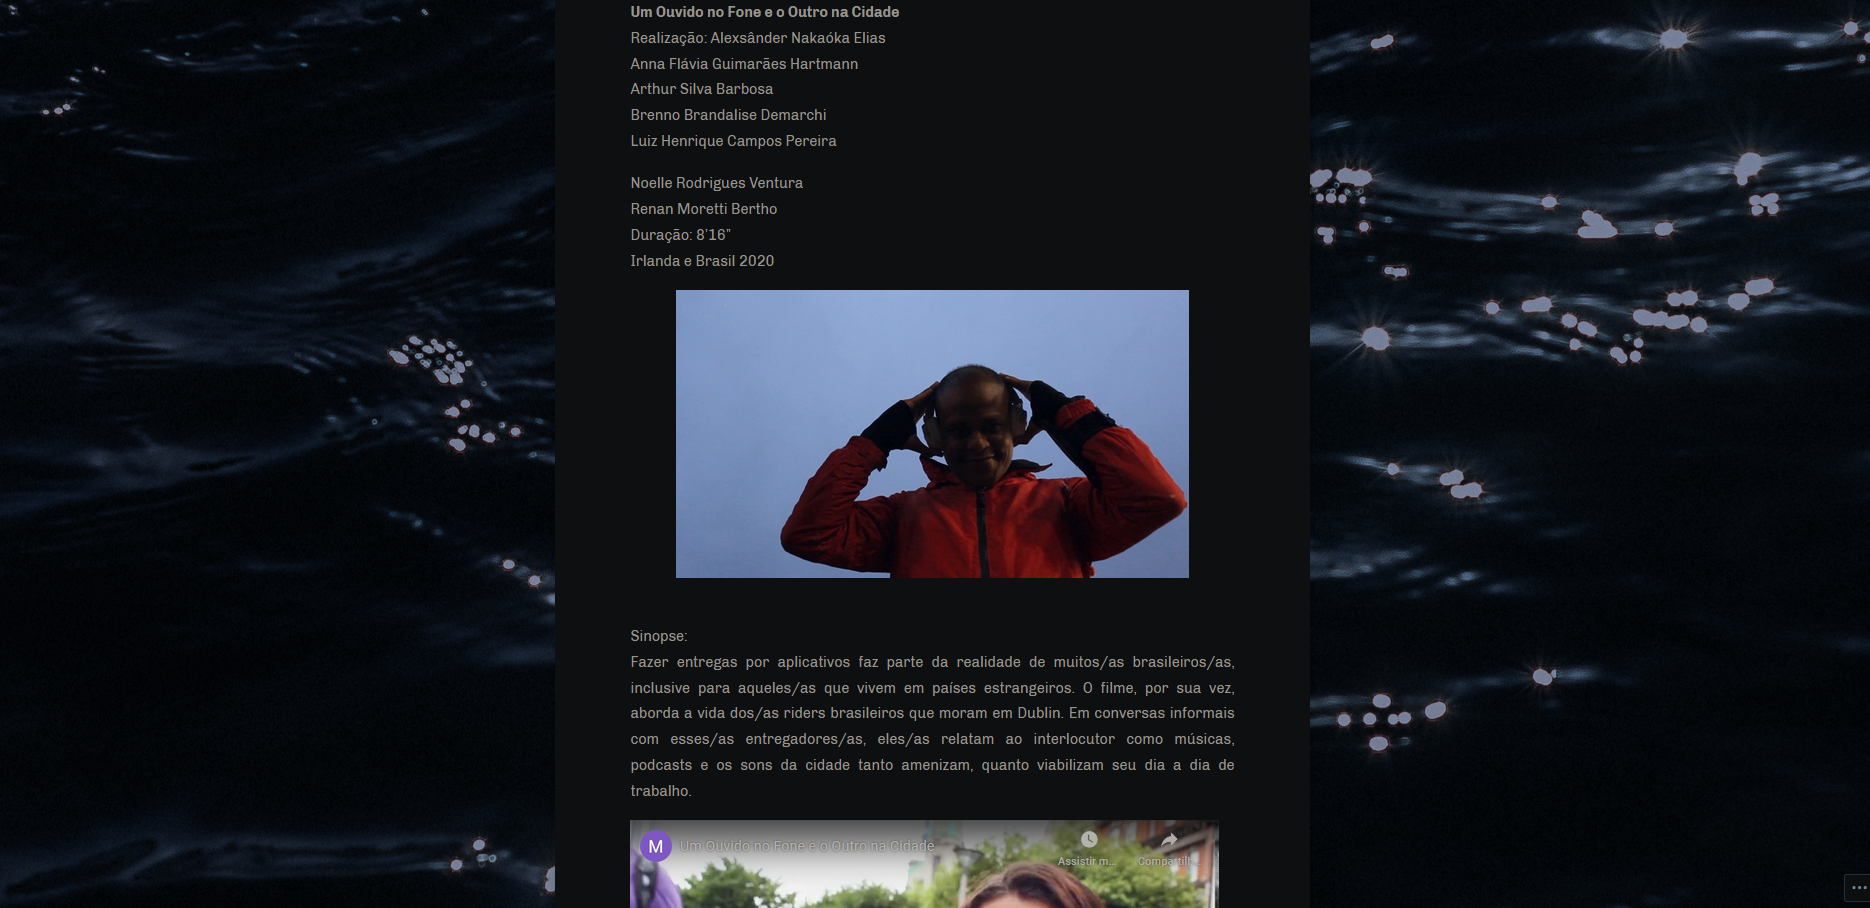 Um Ouvido no Fone e o Outro na Cidade
Realização: Alexsânder Nakaóka Elias
Anna Flávia Guimarães Hartmann
Arthur Silva Barbosa
Brenno Brandalise Demarchi
Luiz Henrique Campos Pereira
Noelle Rodrigues Ventura
Renan Moretti Bertho
Duração: 8’16”
Irlanda e Brasil 2020
Sinopse:
Fazer entregas por aplicativos faz parte da realidade de muitos/as brasileiros/as,
inclusive para aqueles/as que vivem em países estrangeiros. O filme, por sua vez,
aborda a vida dos/as riders brasileiros que moram em Dublin. Em conversas informais
com esses/as entregadores/as, eles/as relatam ao interlocutor como músicas,
podcasts e os sons da cidade tanto amenizam, quanto viabilizam seu dia a dia de
trabalho.
M Um Ouvido no Fone e o Outro na Cidade
Assistir m... Compartilh...